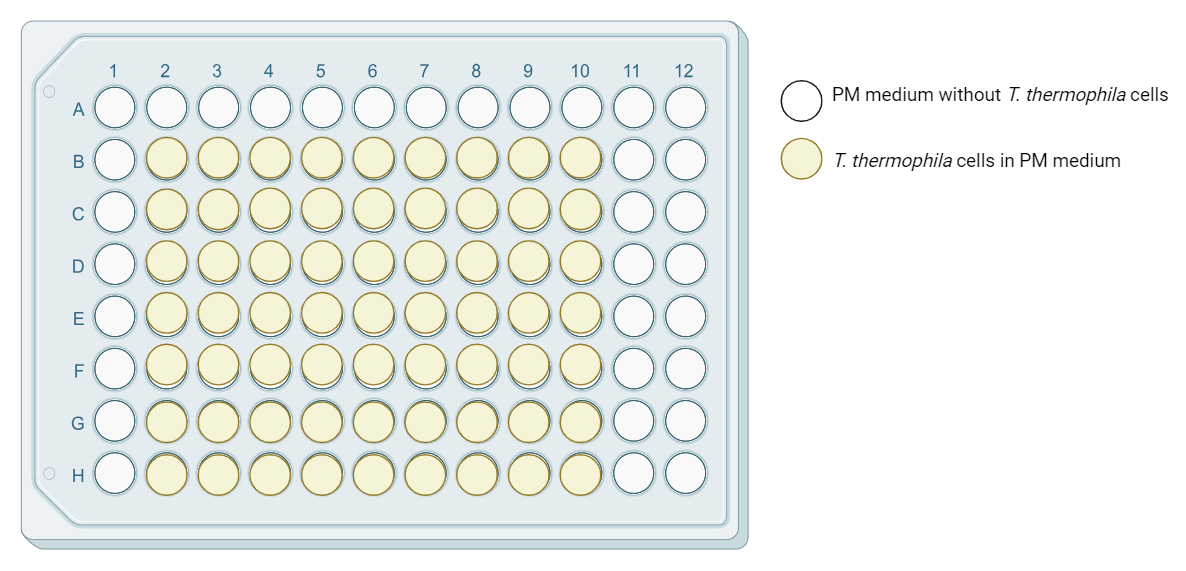 1 2 3 4 5 6 7 8 9 10 11 12
A
B
C
D
E
F
G
H
PM medium without T. thermophila cells
T. thermophila cells in PM medium